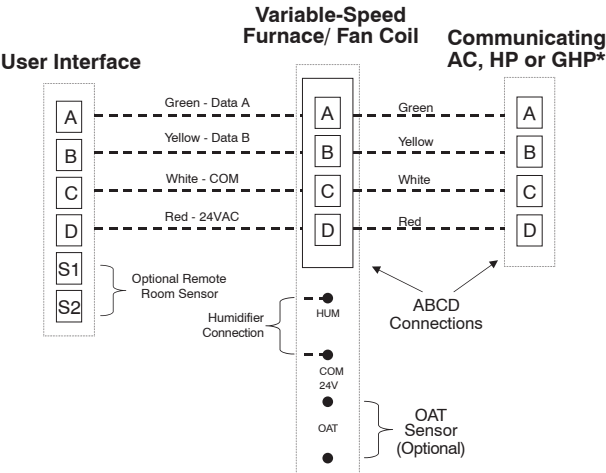 Variable-Speed
Furnace/ Fan Coil
Communicating
AC, HP or GHP*
User Interface
A
Green - Data A
A
Green
A
B
Yellow - Data B
B
Yellow
B
C
White - COM
C
White
C
D
Red - 24VAC
D
Red
D
S1
S2
Optional Remote
Room Sensor
Humidifier
Connection
HUM
COM
24V
OAT
ABCD
Connections
OAT
Sensor
(Optional)